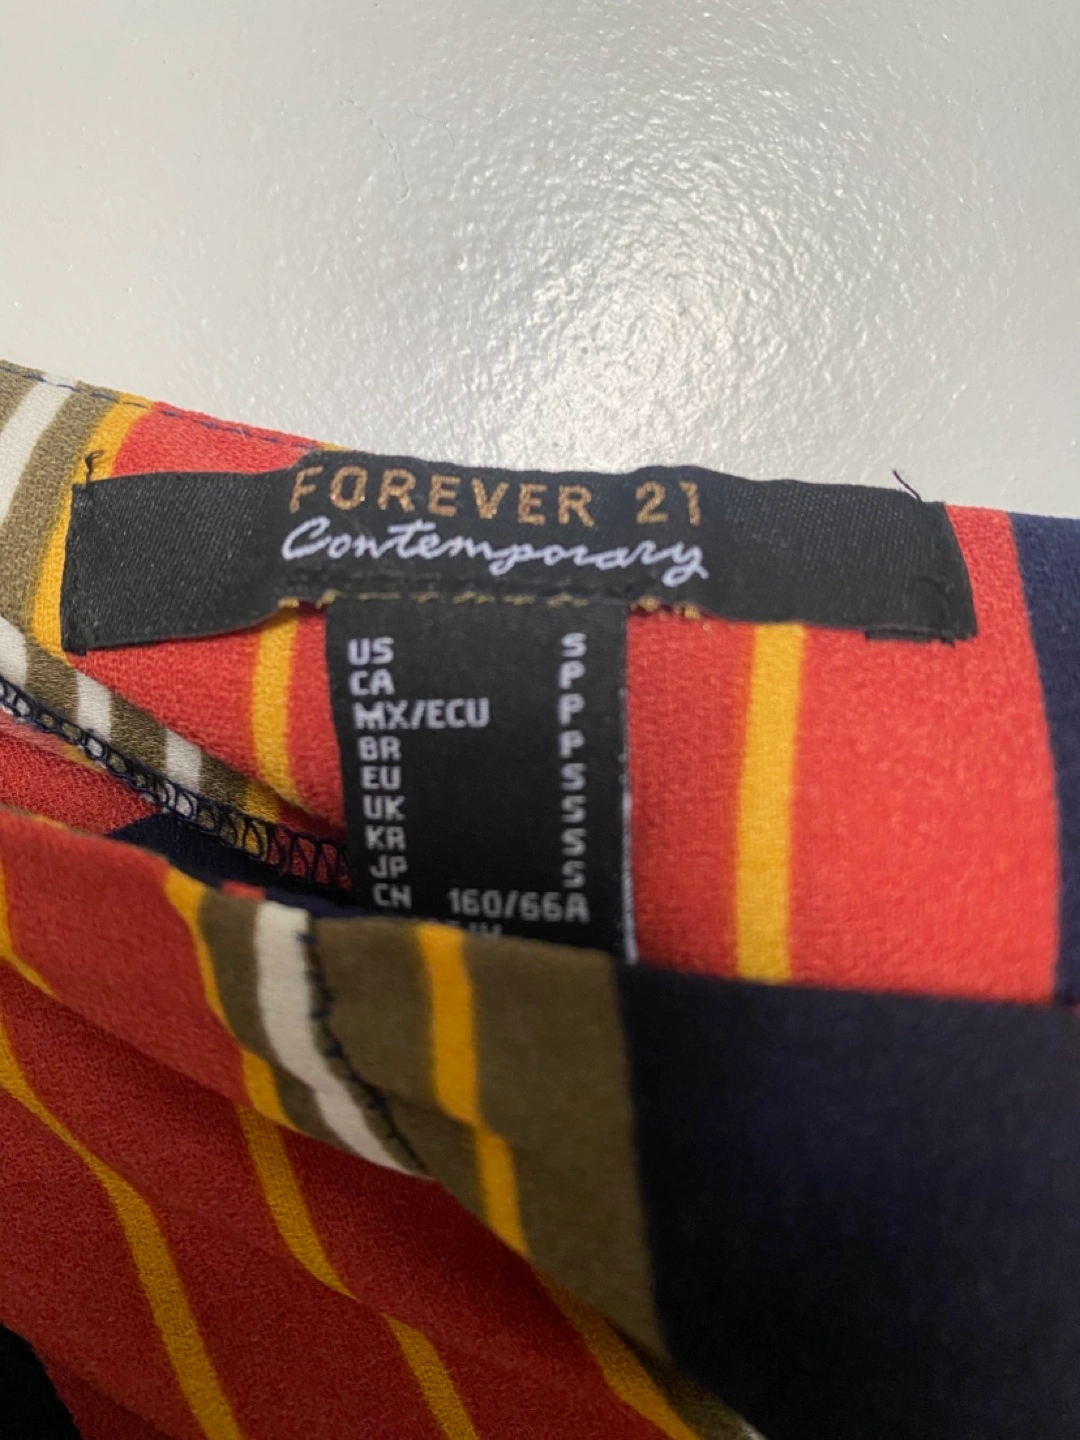 FOREVER 21
Contemporary
US S
CA P
MX/ECU P
BR P
EU S
UK S
KR S
JP S
CN 160/66A